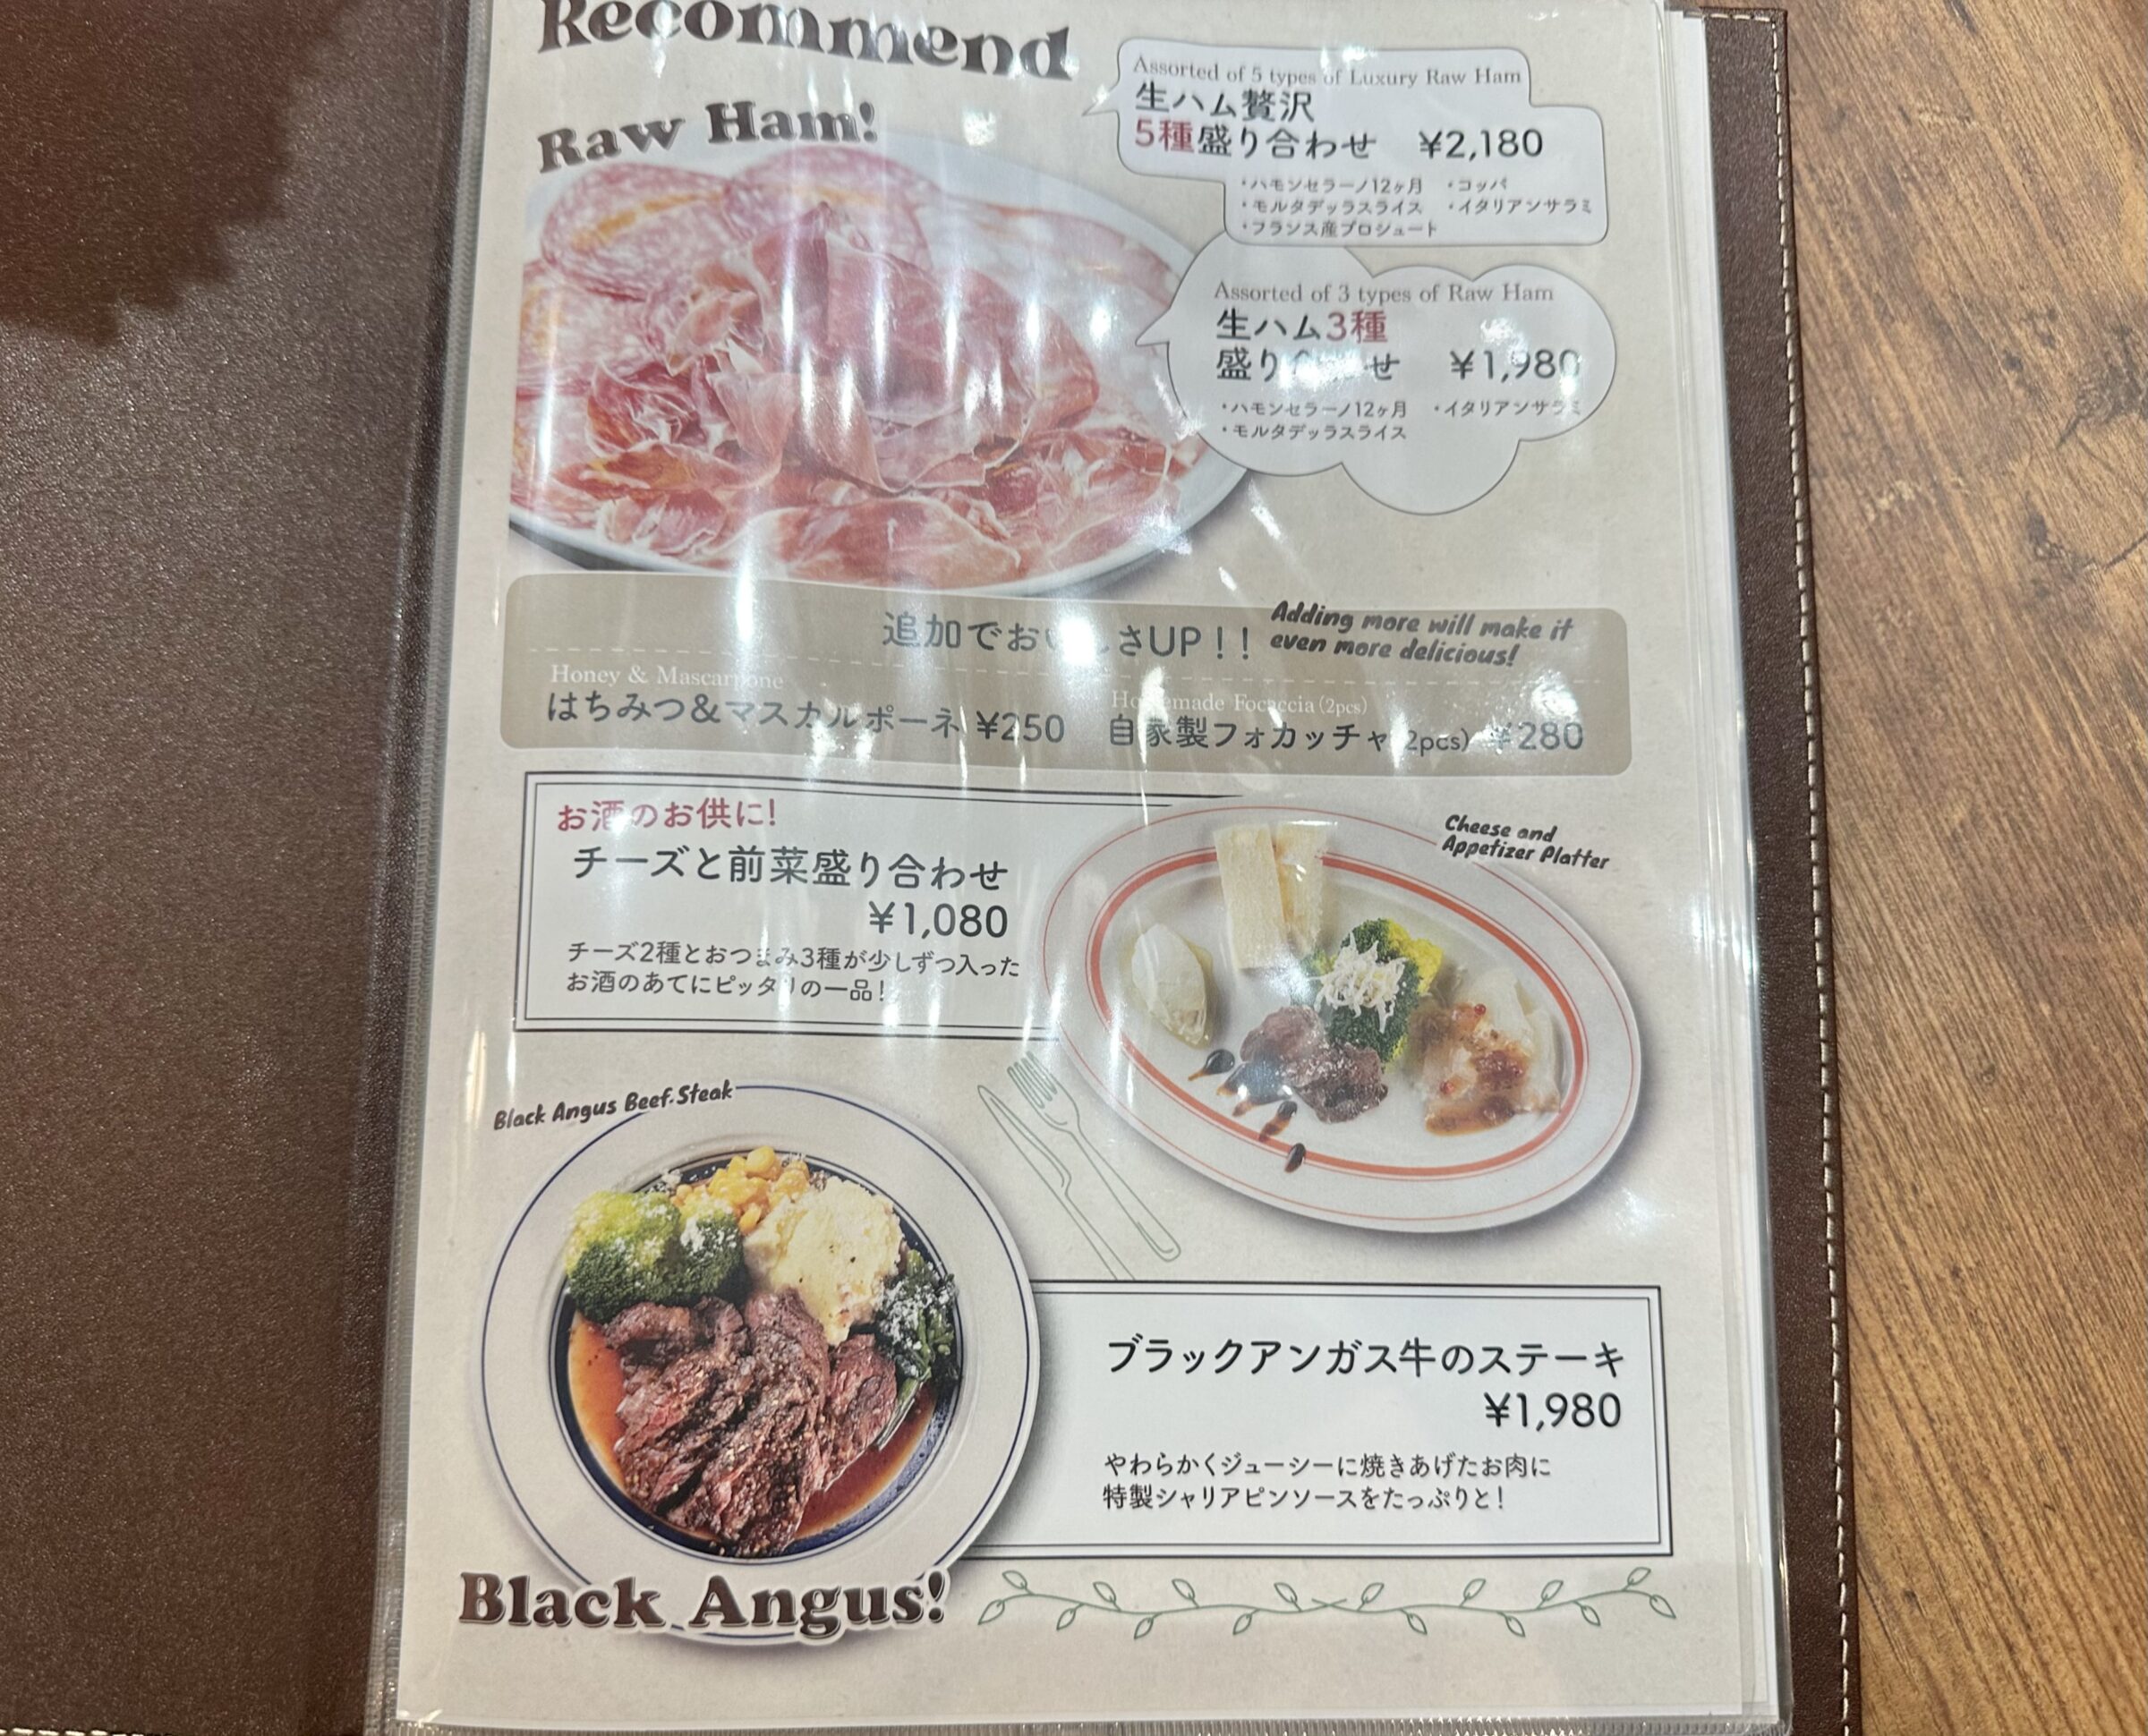 Recommend
Raw Ham!
Assorted of 5 types of Luxury Raw Ham
生ハム贅沢
5種盛り合わせ ¥2,180
・ハモンセラーノ12ヶ月 ・コッパ
・モルタデッラスライス ・イタリアンサラミ
・フランス産プロシュート
Assorted of 3 types of Raw Ham
生ハム3種
盛り合わせ ¥1,980
・ハモンセラーノ12ヶ月 ・イタリアンサラミ
・モルタデッラスライス
追加でおいしさUP!!
Adding more will make it
even more delicious!
Honey & Mascarpone
はちみつ&マスカルポーネ ¥250
Homemade Focaccia (2pcs)
自家製フォカッチャ(2pcs) ¥280
お酒のお供に!
チーズと前菜盛り合わせ
¥1,080
チーズ2種とおつまみ3種が少しずつ入った
お酒のあてにピッタリの一品!
Cheese and
Appetizer Platter
Black Angus Beef Steak
ブラックアンガス牛のステーキ
¥1,980
やわらかくジューシーに焼きあげたお肉に
特製シャリアピンソースをたっぷりと!
Black Angus!